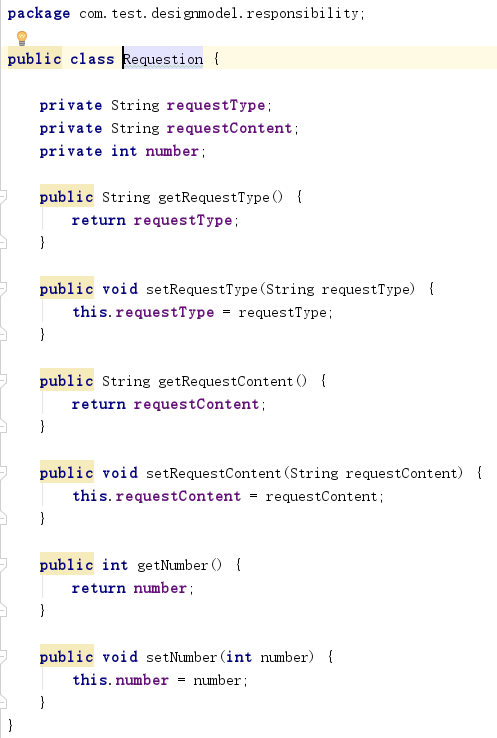 package com.test.designmodel.responsibility;
public class Requestion {
private String requestType;
private String requestContent;
private int number;
public String getRequestType() {
return requestType;
}
public void setRequestType(String requestType) {
this.requestType = requestType;
}
public String getRequestContent() {
return requestContent;
}
public void setRequestContent(String requestContent) {
this.requestContent = requestContent;
}
public int getNumber() {
return number;
}
public void setNumber(int number) {
this.number = number;
}
}